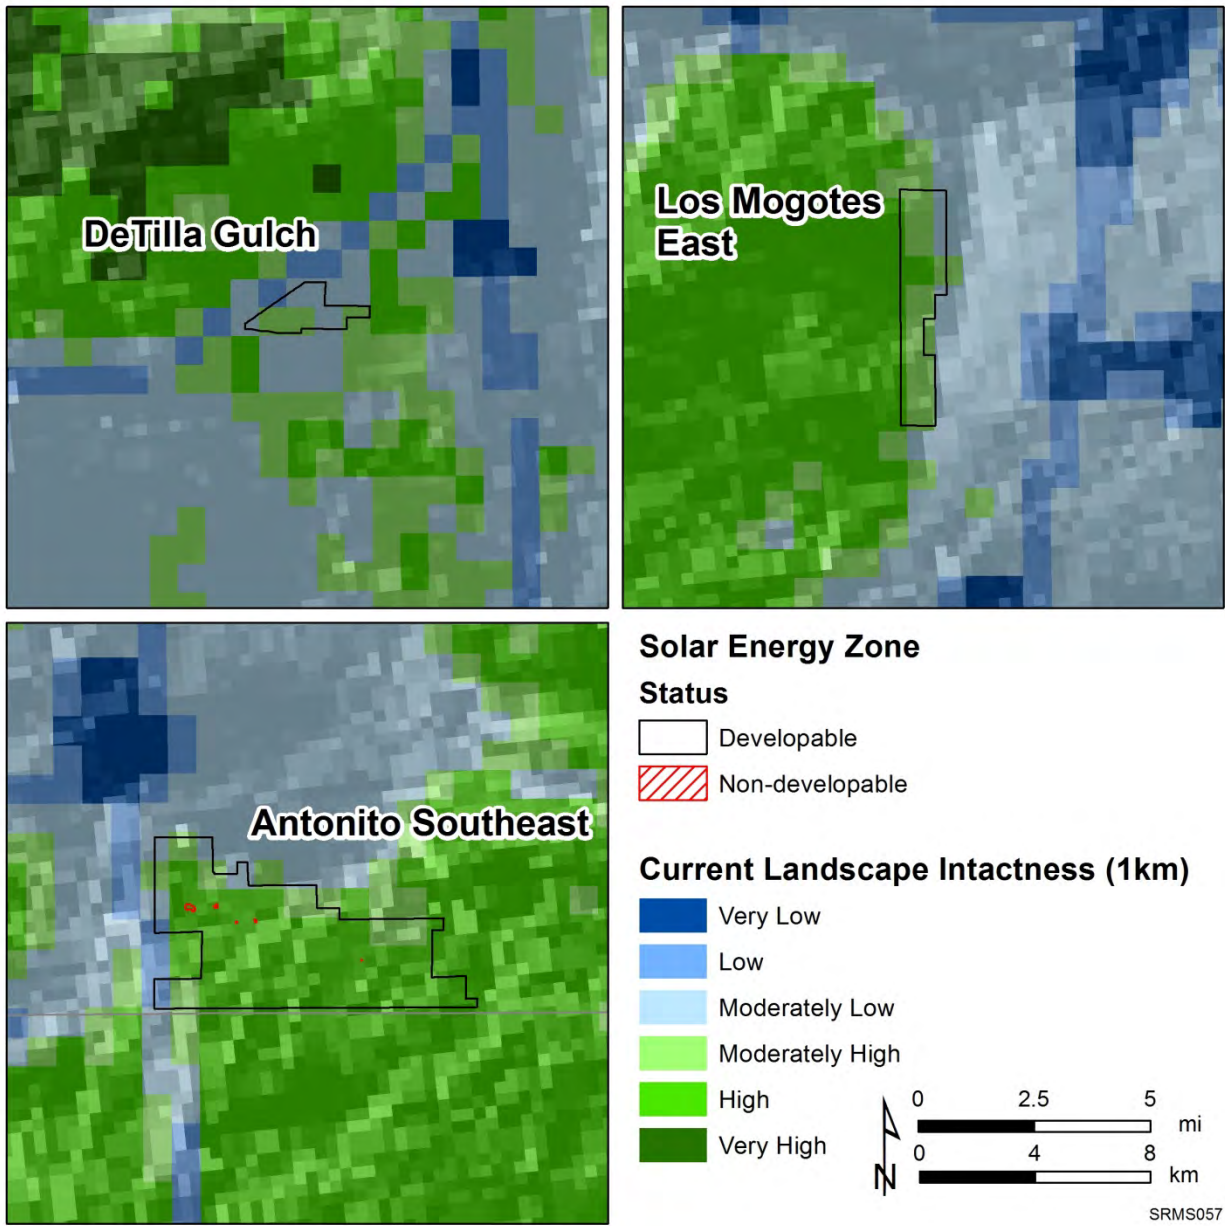 DeTilla Gulch
Los Mogotes
East
Antonito Southeast
Solar Energy Zone
Status
Developable
Non-developable
Current Landscape Intactness (1km)
Very Low
Low
Moderately Low
Moderately High
High
Very High
N
0 2.5 5
mi
0 4 8
km
SRMS057